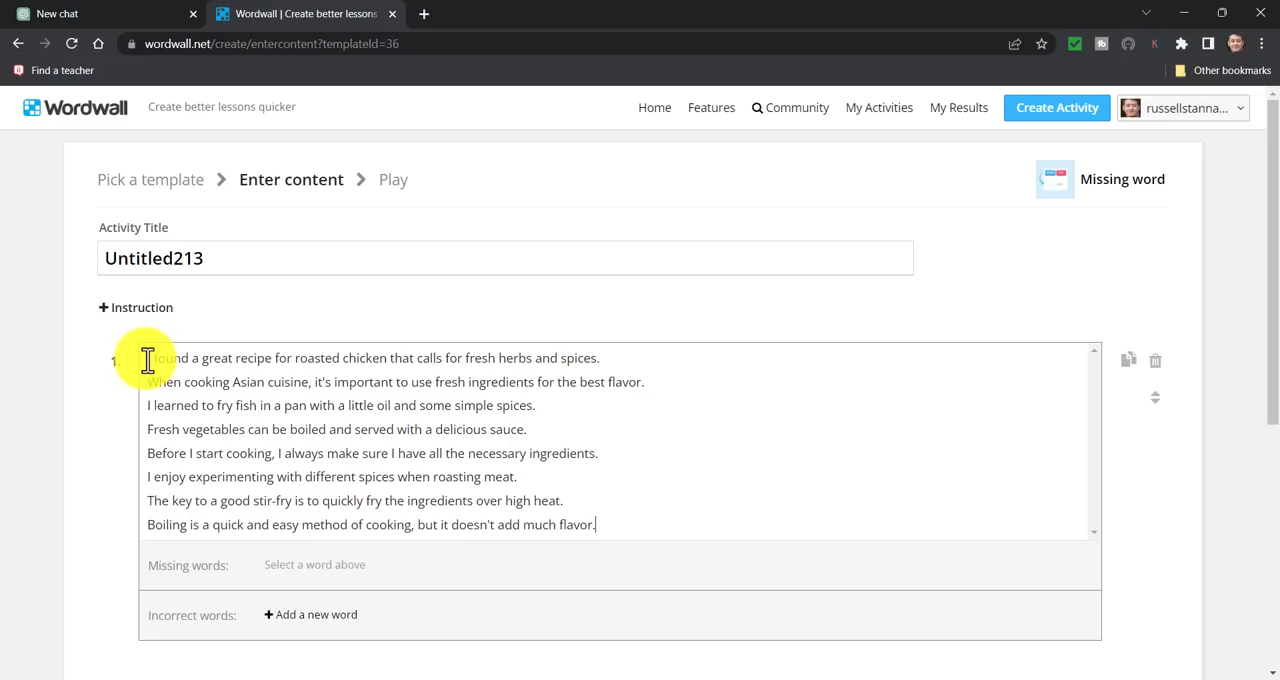 New chat
Wordwall | Create better lessons
wordwall.net/create/entercontent?templateId=36
Find a teacher
Other bookmarks
Wordwall
Create better lessons quicker
Home
Features
Community
My Activities
My Results
Create Activity
russellstanna...
Pick a template
Enter content
Play
Missing word
Activity Title
Untitled213
+ Instruction
1.
found a great recipe for roasted chicken that calls for fresh herbs and spices.
When cooking Asian cuisine, it's important to use fresh ingredients for the best flavor.
I learned to fry fish in a pan with a little oil and some simple spices.
Fresh vegetables can be boiled and served with a delicious sauce.
Before I start cooking, I always make sure I have all the necessary ingredients.
I enjoy experimenting with different spices when roasting meat.
The key to a good stir-fry is to quickly fry the ingredients over high heat.
Boiling is a quick and easy method of cooking, but it doesn't add much flavor.
Missing words:
Select a word above
Incorrect words:
+ Add a new word